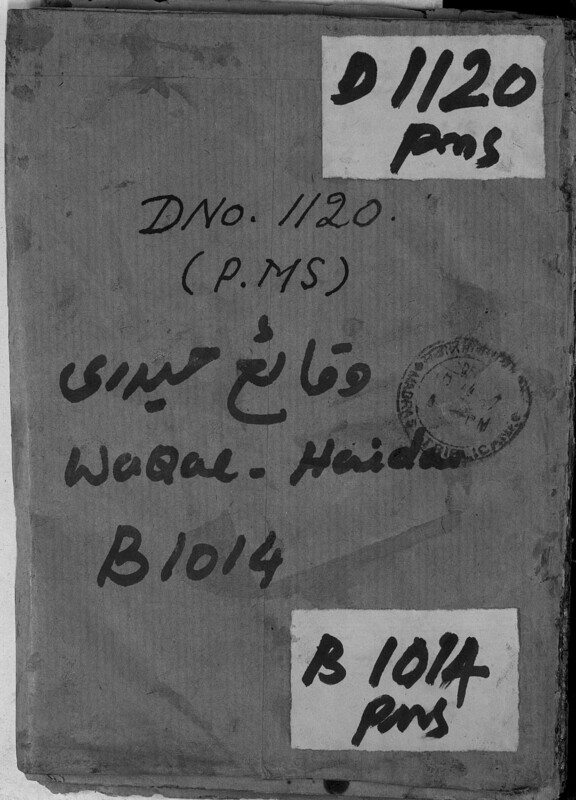 D 1120
pms
DNO. 1120.
(P.MS)
وقائع حیدری
WaQae - Haida
B1014
B 1014
pms